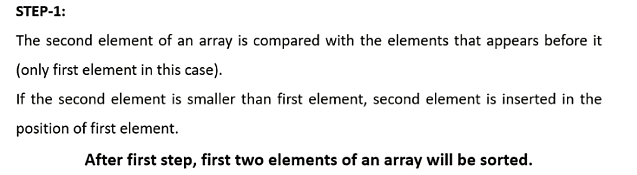 STEP-1:
The second element of an array is compared with the elements that appears before it
(only first element in this case).
If the second element is smaller than first element, second element is inserted in the
position of first element.
After first step, first two elements of an array will be sorted.